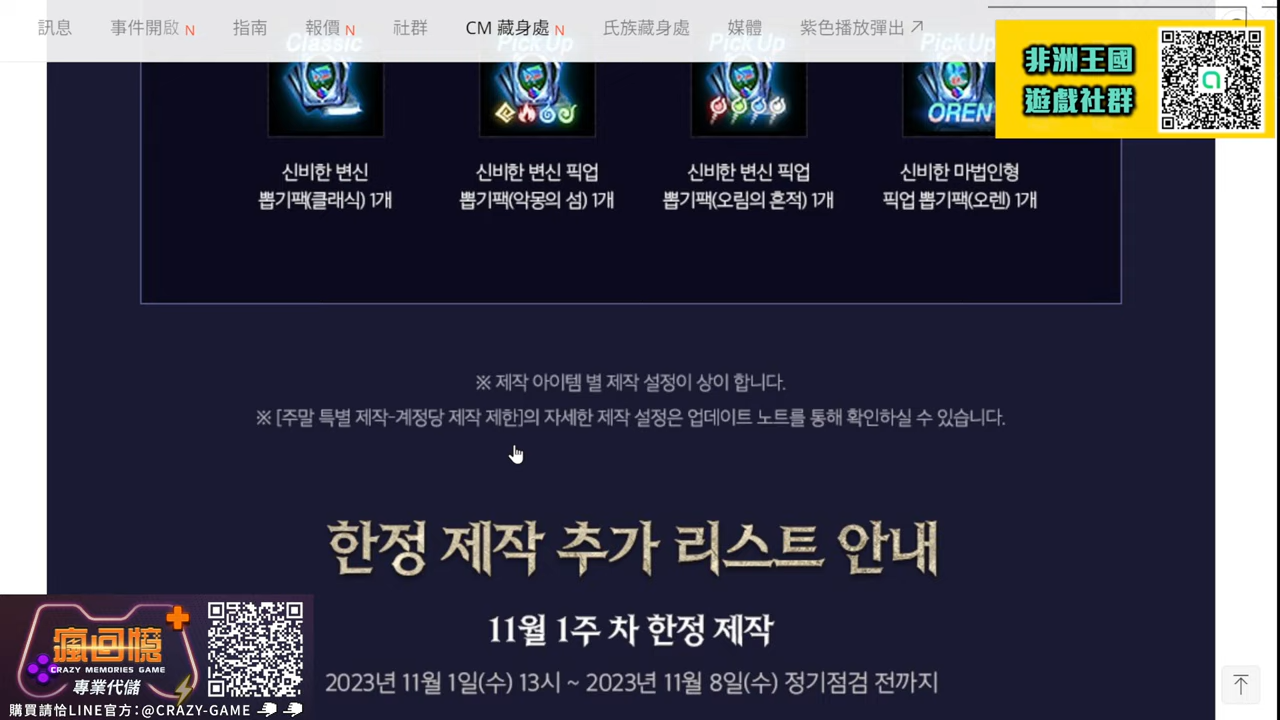 訊息 事件開啟 N 指南 報價 N 社群 CM 藏身處 N 氏族藏身處 媒體 紫色播放彈出
Classic Pick Up Pick Up Pick Up
OREN
非洲王國
遊戲社群
신비한 변신
뽑기팩(클래식) 1개
신비한 변신 픽업
뽑기팩(악몽의 섬) 1개
신비한 변신 픽업
뽑기팩(오림의 흔적) 1개
신비한 마법인형
픽업 뽑기팩(오렌) 1개
※ 제작 아이템 별 제작 설정이 상이 합니다.
※ [주말 특별 제작-계정당 제작 제한]의 자세한 제작 설정은 업데이트 노트를 통해 확인하실 수 있습니다.
한정 제작 추가 리스트 안내
11월 1주 차 한정 제작
2023년 11월 1일(수) 13시 ~ 2023년 11월 8일(수) 정기점검 전까지
瘋回憶
CRAZY MEMORIES GAME
專業代儲
購買請恰LINE官方:@CRAZY-GAME